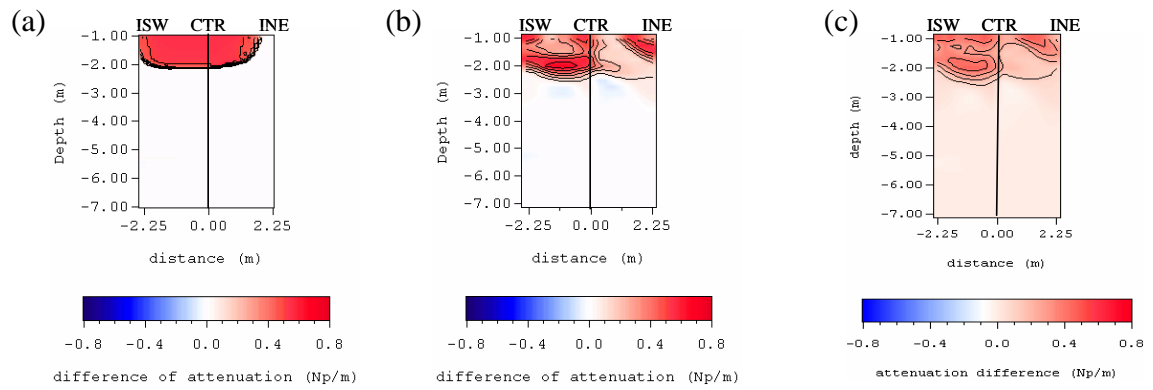 (a)
ISW CTR INE
-1.00
-2.00
-3.00
-4.00
-5.00
-6.00
-7.00
Depth (m)
-2.25 0.00 2.25
distance (m)
-0.8 -0.4 0.0 0.4 0.8
difference of attenuation (Np/m)
(b)
ISW CTR INE
-1.00
-2.00
-3.00
-4.00
-5.00
-6.00
-7.00
Depth (m)
-2.25 0.00 2.25
distance (m)
-0.8 -0.4 0.0 0.4 0.8
difference of attenuation (Np/m)
(c)
ISW CTR INE
-1.00
-2.00
-3.00
-4.00
-5.00
-6.00
-7.00
depth (m)
-2.25 0.00 2.25
distance (m)
-0.8 -0.4 0.0 0.4 0.8
attenuation difference (Np/m)